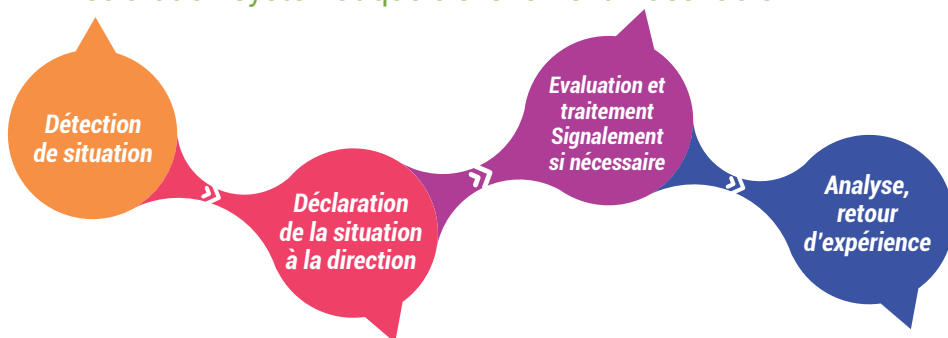 Détection
de situation
Déclaration
de la situation
à la direction
Evaluation et
traitement
Signalement
si nécessaire
Analyse,
retour
d'expérience